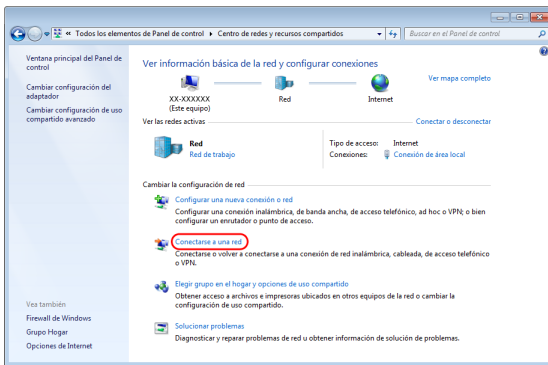 « Todos los elementos de Panel de control ▸ Centro de redes y recursos compartidos
Buscar en el Panel de control
Ventana principal del Panel de
control
Cambiar configuración del
adaptador
Cambiar configuración de uso
compartido avanzado
Vea también
Firewall de Windows
Grupo Hogar
Opciones de Internet
Ver información básica de la red y configurar conexiones
Ver mapa completo
XX-XXXXXX
(Este equipo)
Red
Internet
Ver las redes activas
Conectar o desconectar
Red
Red de trabajo
Tipo de acceso: Internet
Conexiones: Conexión de área local
Cambiar la configuración de red
Configurar una nueva conexión o red
Configurar una conexión inalámbrica, de banda ancha, de acceso telefónico, ad hoc o VPN; o bien
configurar un enrutador o punto de acceso.
Conectarse a una red
Conectarse o volver a conectarse a una conexión de red inalámbrica, cableada, de acceso telefónico
o VPN.
Elegir grupo en el hogar y opciones de uso compartido
Obtener acceso a archivos e impresoras ubicados en otros equipos de la red o cambiar la
configuración de uso compartido.
Solucionar problemas
Diagnosticar y reparar problemas de red u obtener información de solución de problemas.